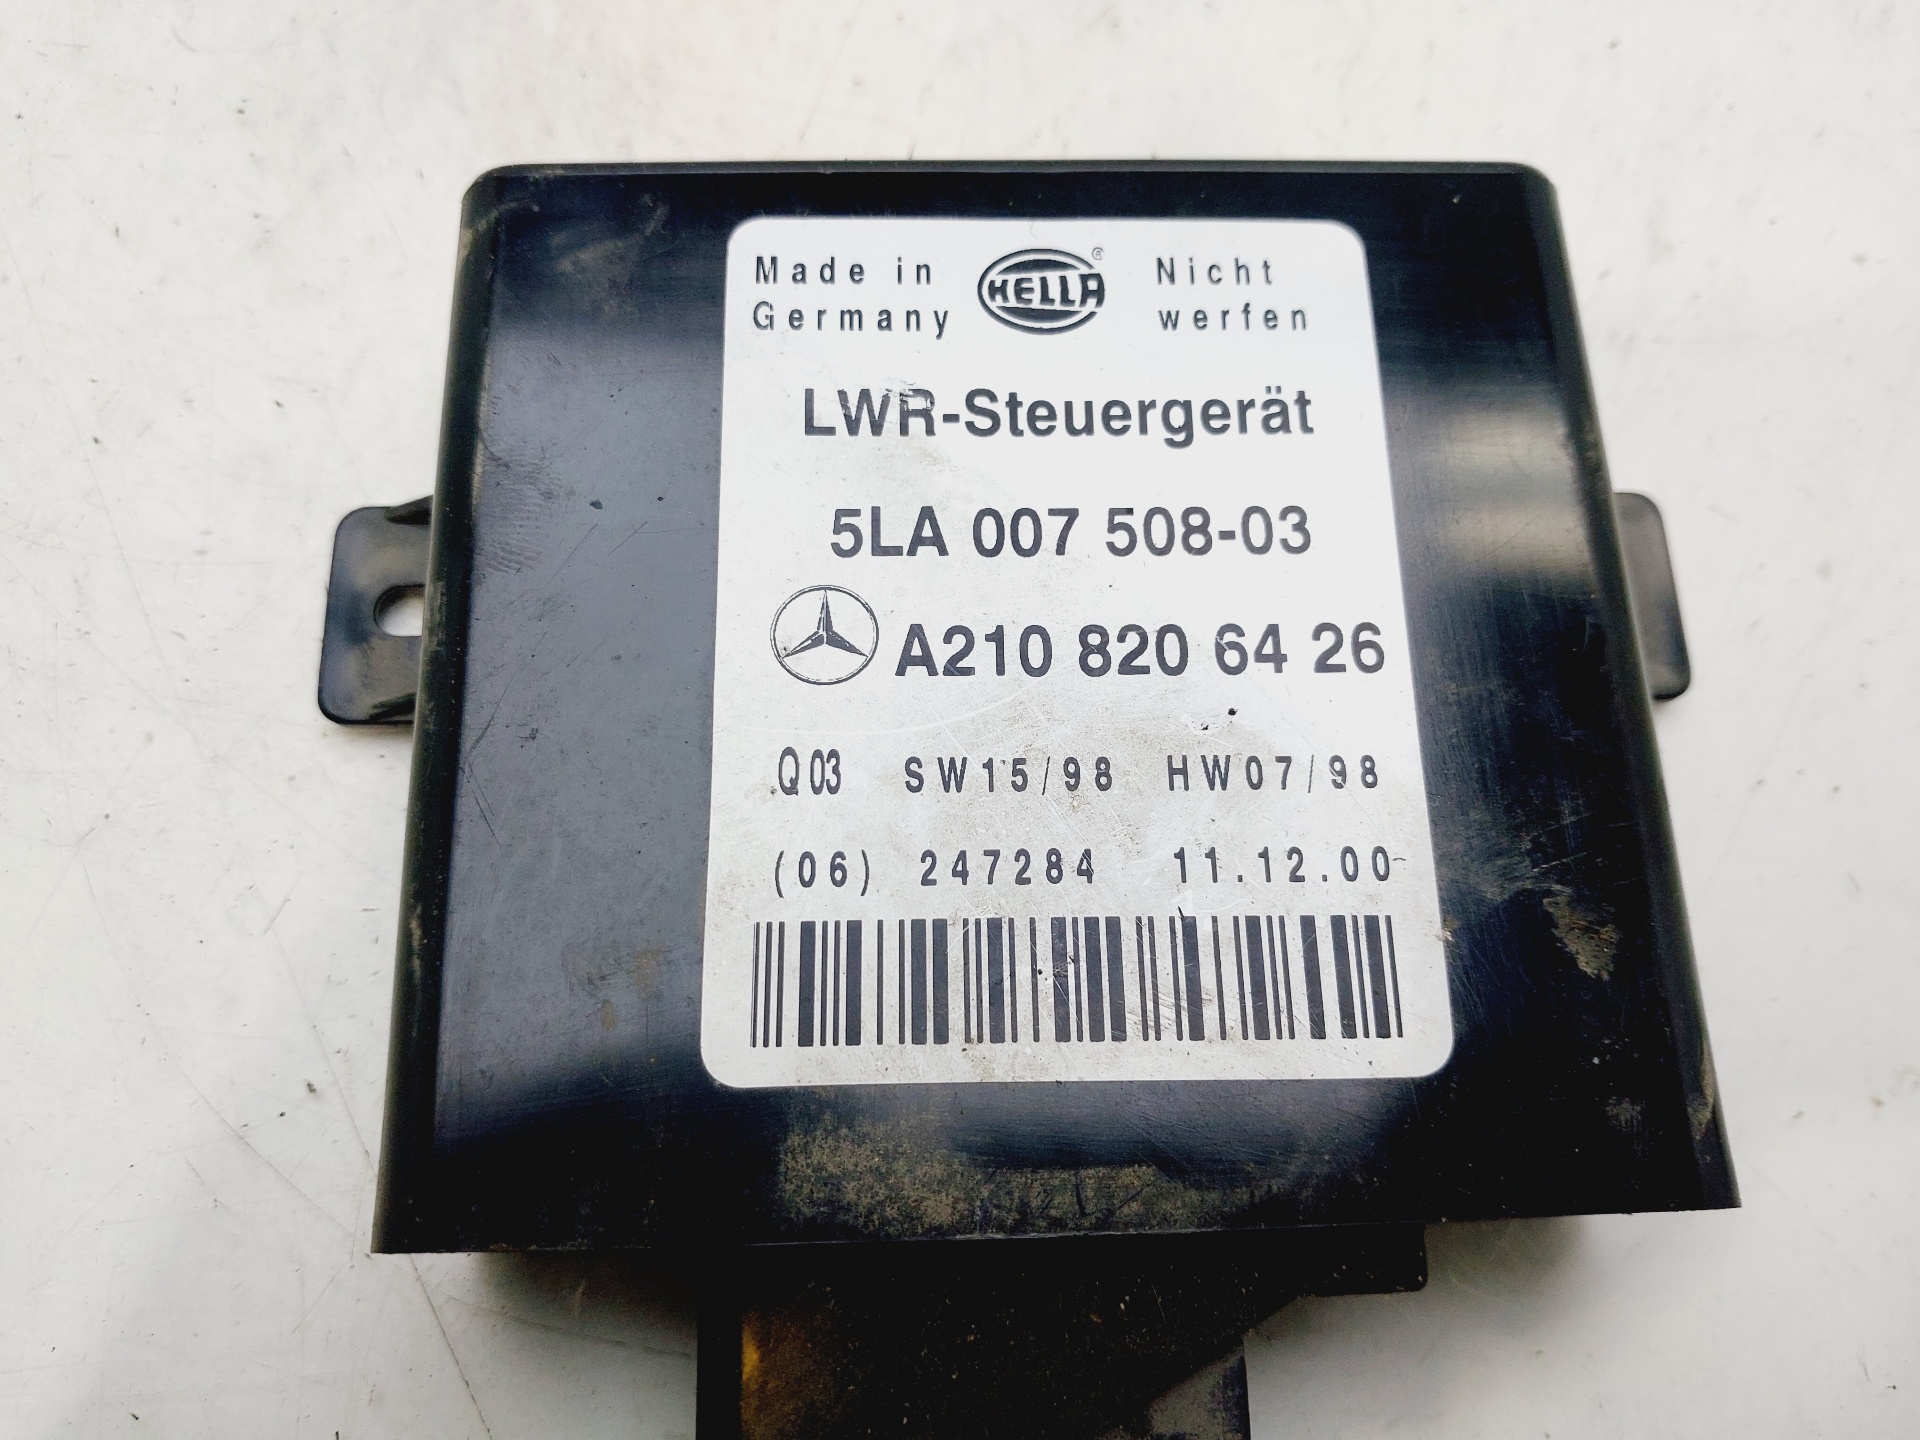 Made in
Germany
HELLA
®
Nicht
werfen
LWR-Steuergerät
5LA 007 508-03
A210 820 64 26
Q03 SW15/98 HW07/98
(06) 247284 11.12.00